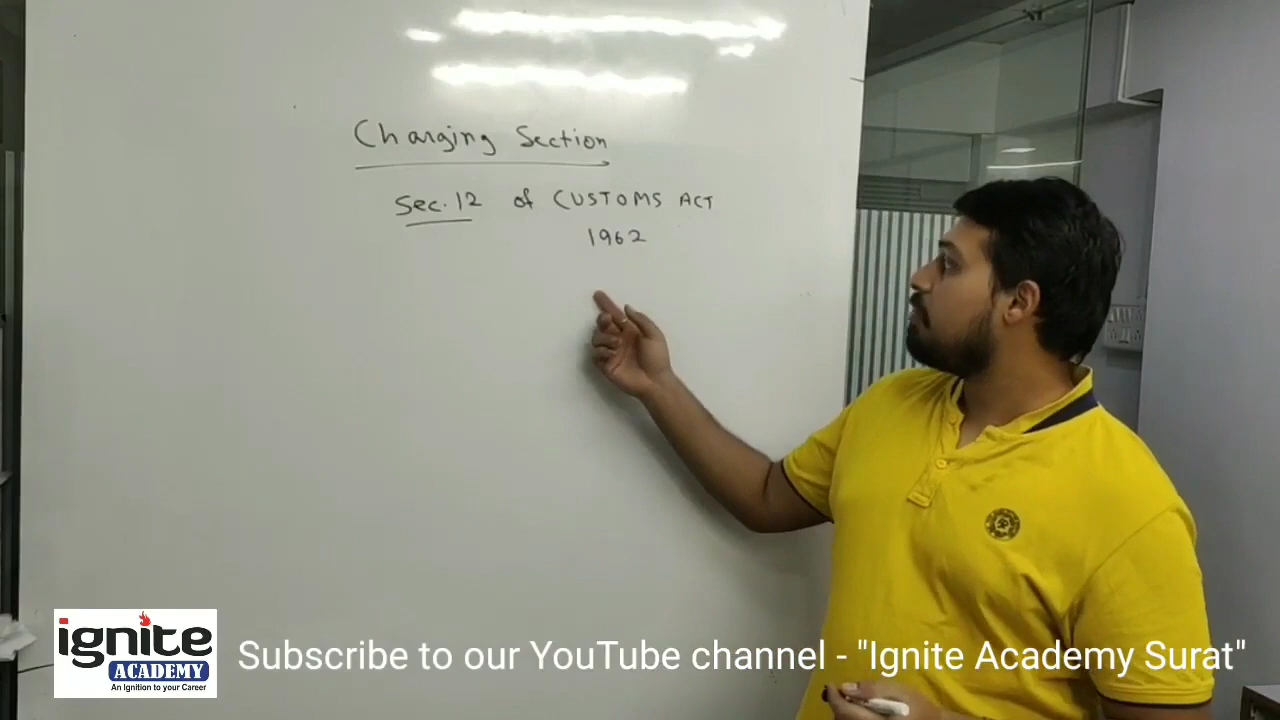 Charging Section
Sec. 12 of CUSTOMS ACT
1962
ignite
ACADEMY
An Ignition to your Career
Subscribe to our YouTube channel - "Ignite Academy Surat"